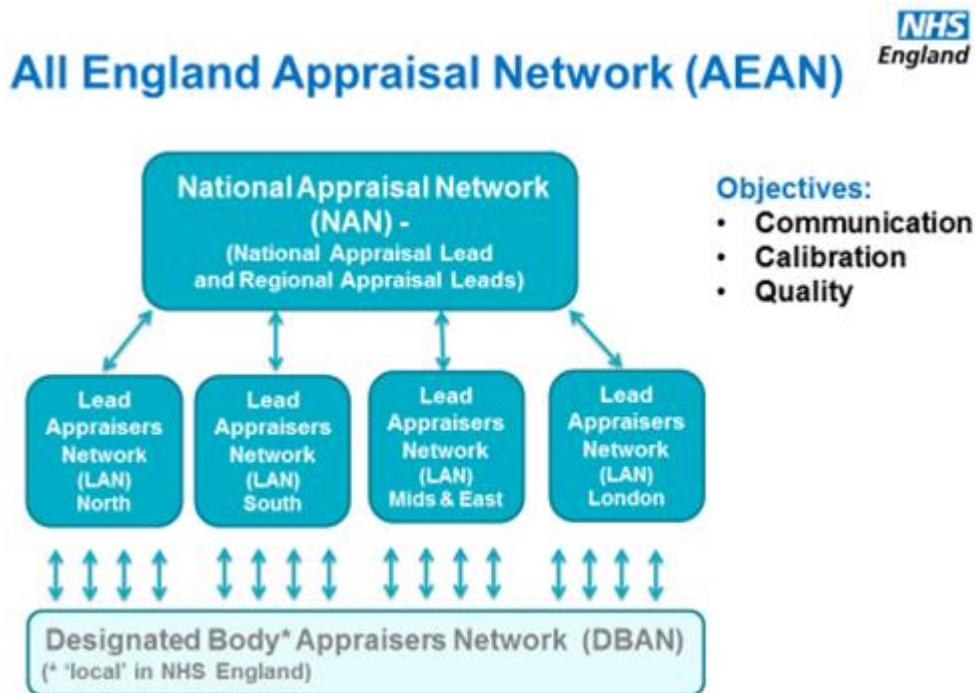 NHS
England
All England Appraisal Network (AEAN)
National Appraisal Network
(NAN) -
(National Appraisal Lead
and Regional Appraisal Leads)
Objectives:
• Communication
• Calibration
• Quality
Lead
Appraisers
Network
(LAN)
North
Lead
Appraisers
Network
(LAN)
South
Lead
Appraisers
Network
(LAN)
Mids & East
Lead
Appraisers
Network
(LAN)
London
Designated Body* Appraisers Network (DBAN)
(* 'local' in NHS England)